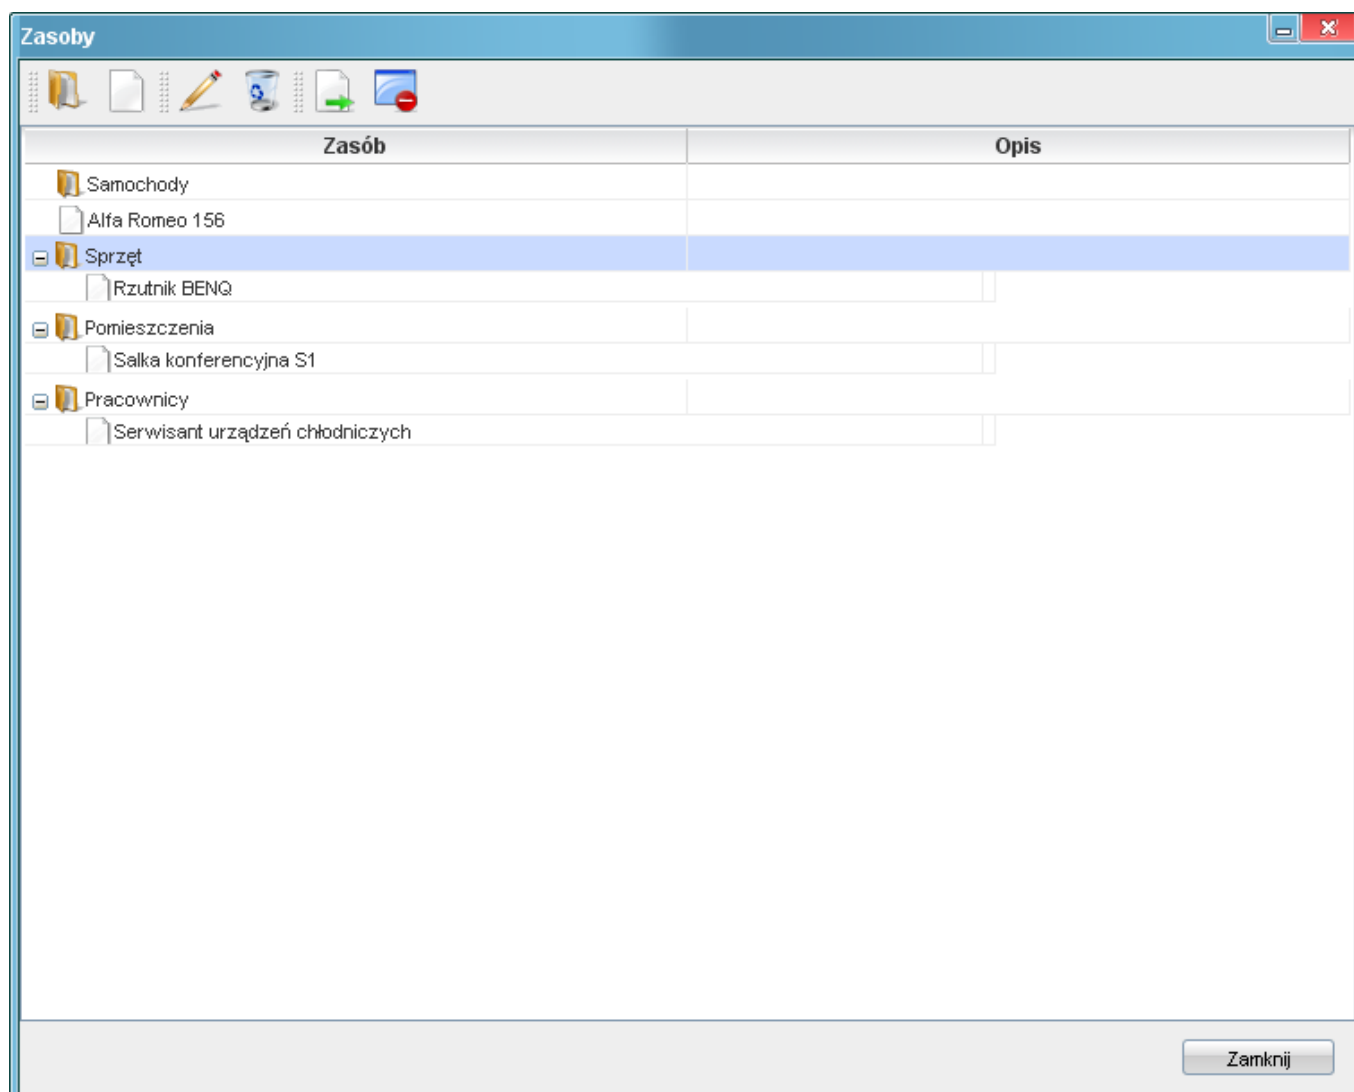 Zasoby
Zasób Opis
Samochody
Alfa Romeo 156
Sprzęt
Rzutnik BENQ
Pomieszczenia
Salka konferencyjna S1
Pracownicy
Serwisant urządzeń chłodniczych
Zamknij